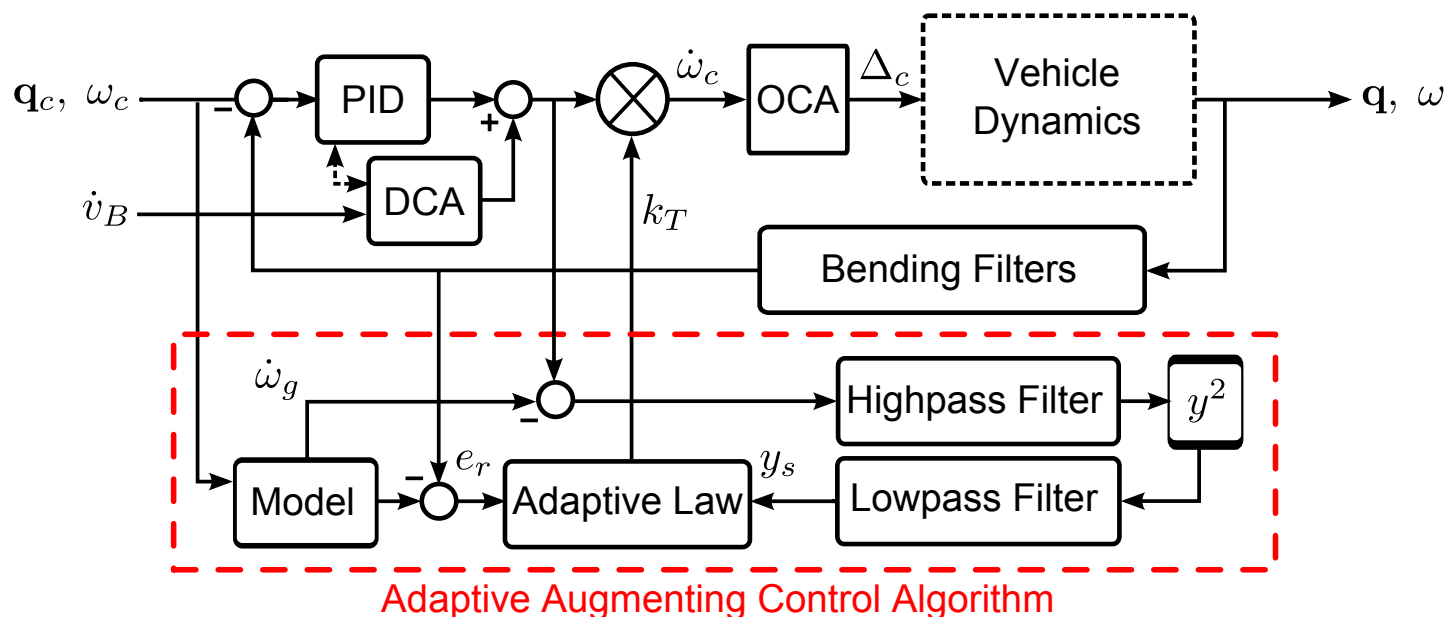 q_c, ω_c
PID
ω̇_c
OCA
Δ_c
Vehicle
Dynamics
q, ω
−
+
v̇_B
DCA
k_T
Bending Filters
ω̇_g
−
Highpass Filter
y²
Model
−
e_r
Adaptive Law
y_s
Lowpass Filter
Adaptive Augmenting Control Algorithm